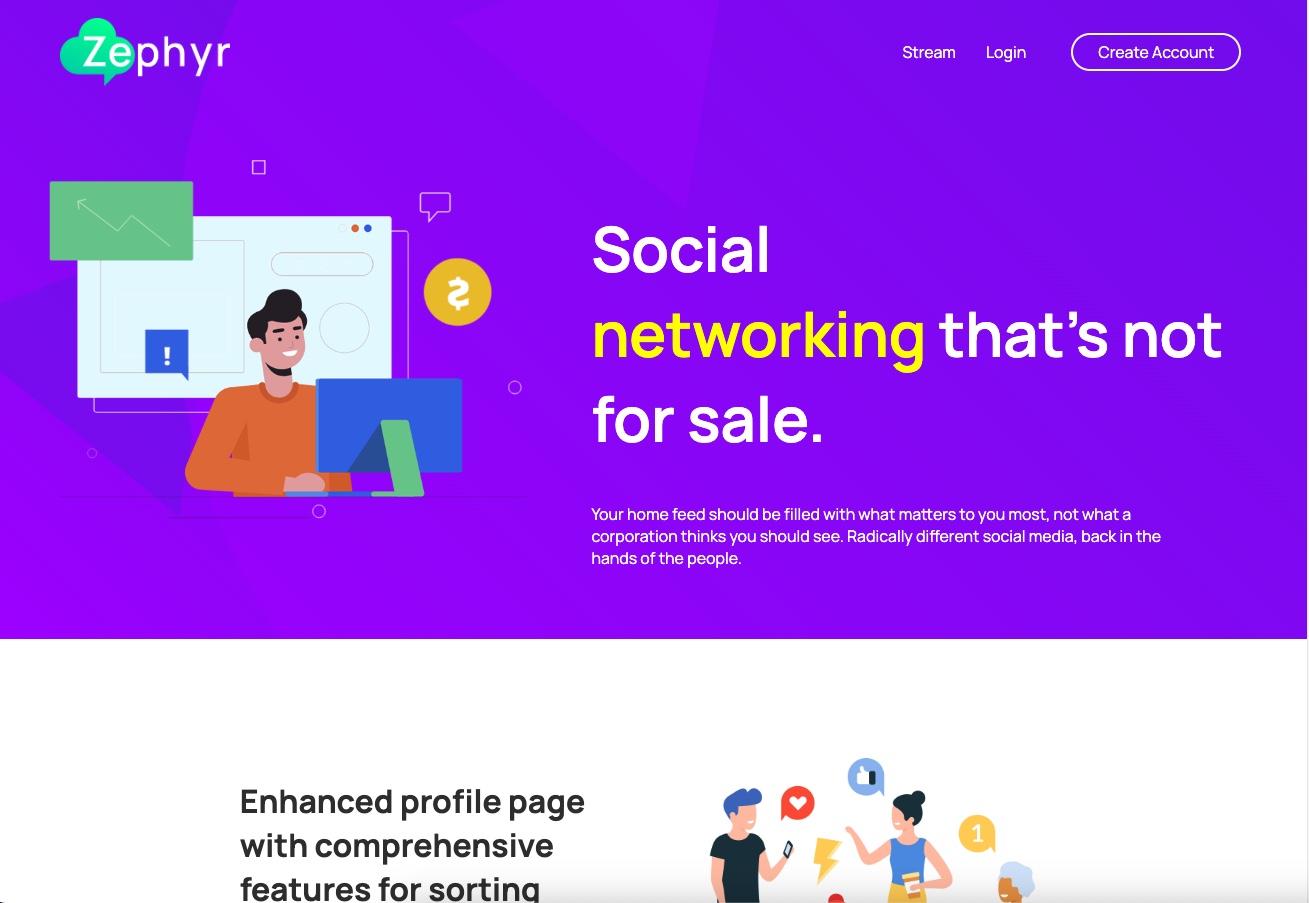 Zephyr
Stream
Login
Create Account
Social
networking that's not
for sale.
!
Your home feed should be filled with what matters to you most, not what a
corporation thinks you should see. Radically different social media, back in the
hands of the people.
Enhanced profile page
with comprehensive
features for sorting
1